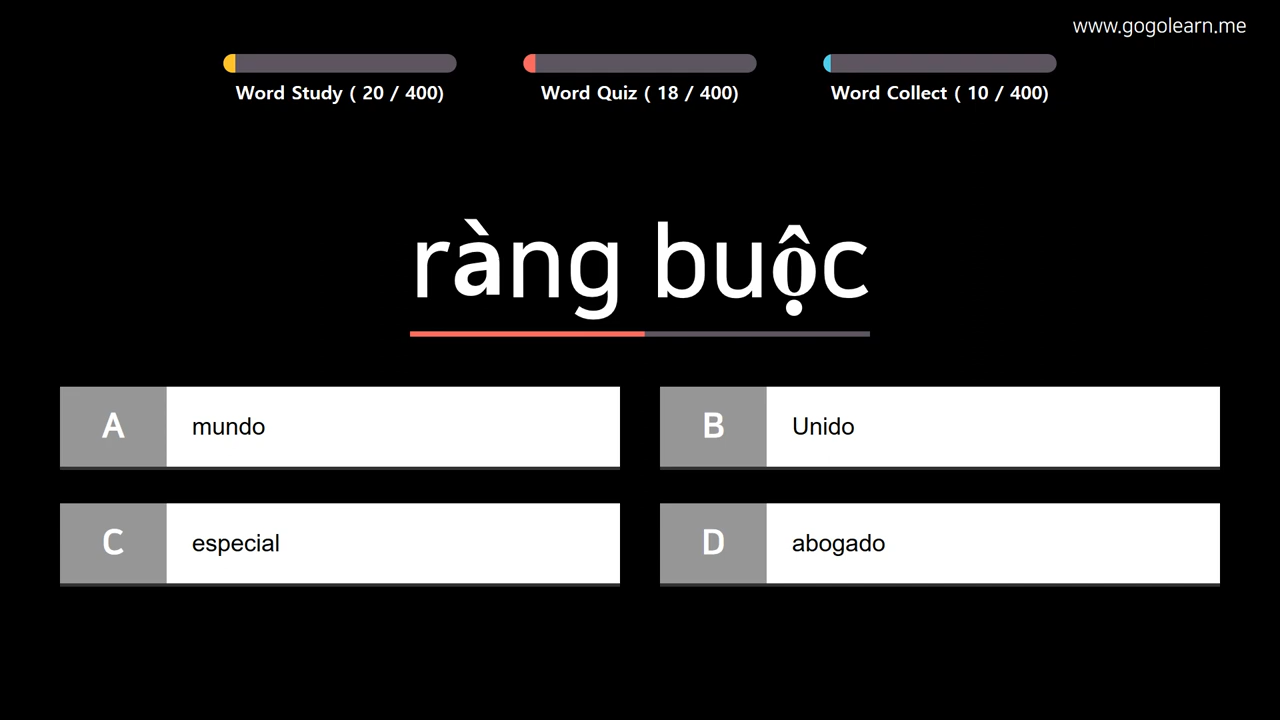 www.gogolearn.me
Word Study ( 20 / 400)
Word Quiz ( 18 / 400)
Word Collect ( 10 / 400)
ràng buộc
A mundo
B Unido
C especial
D abogado